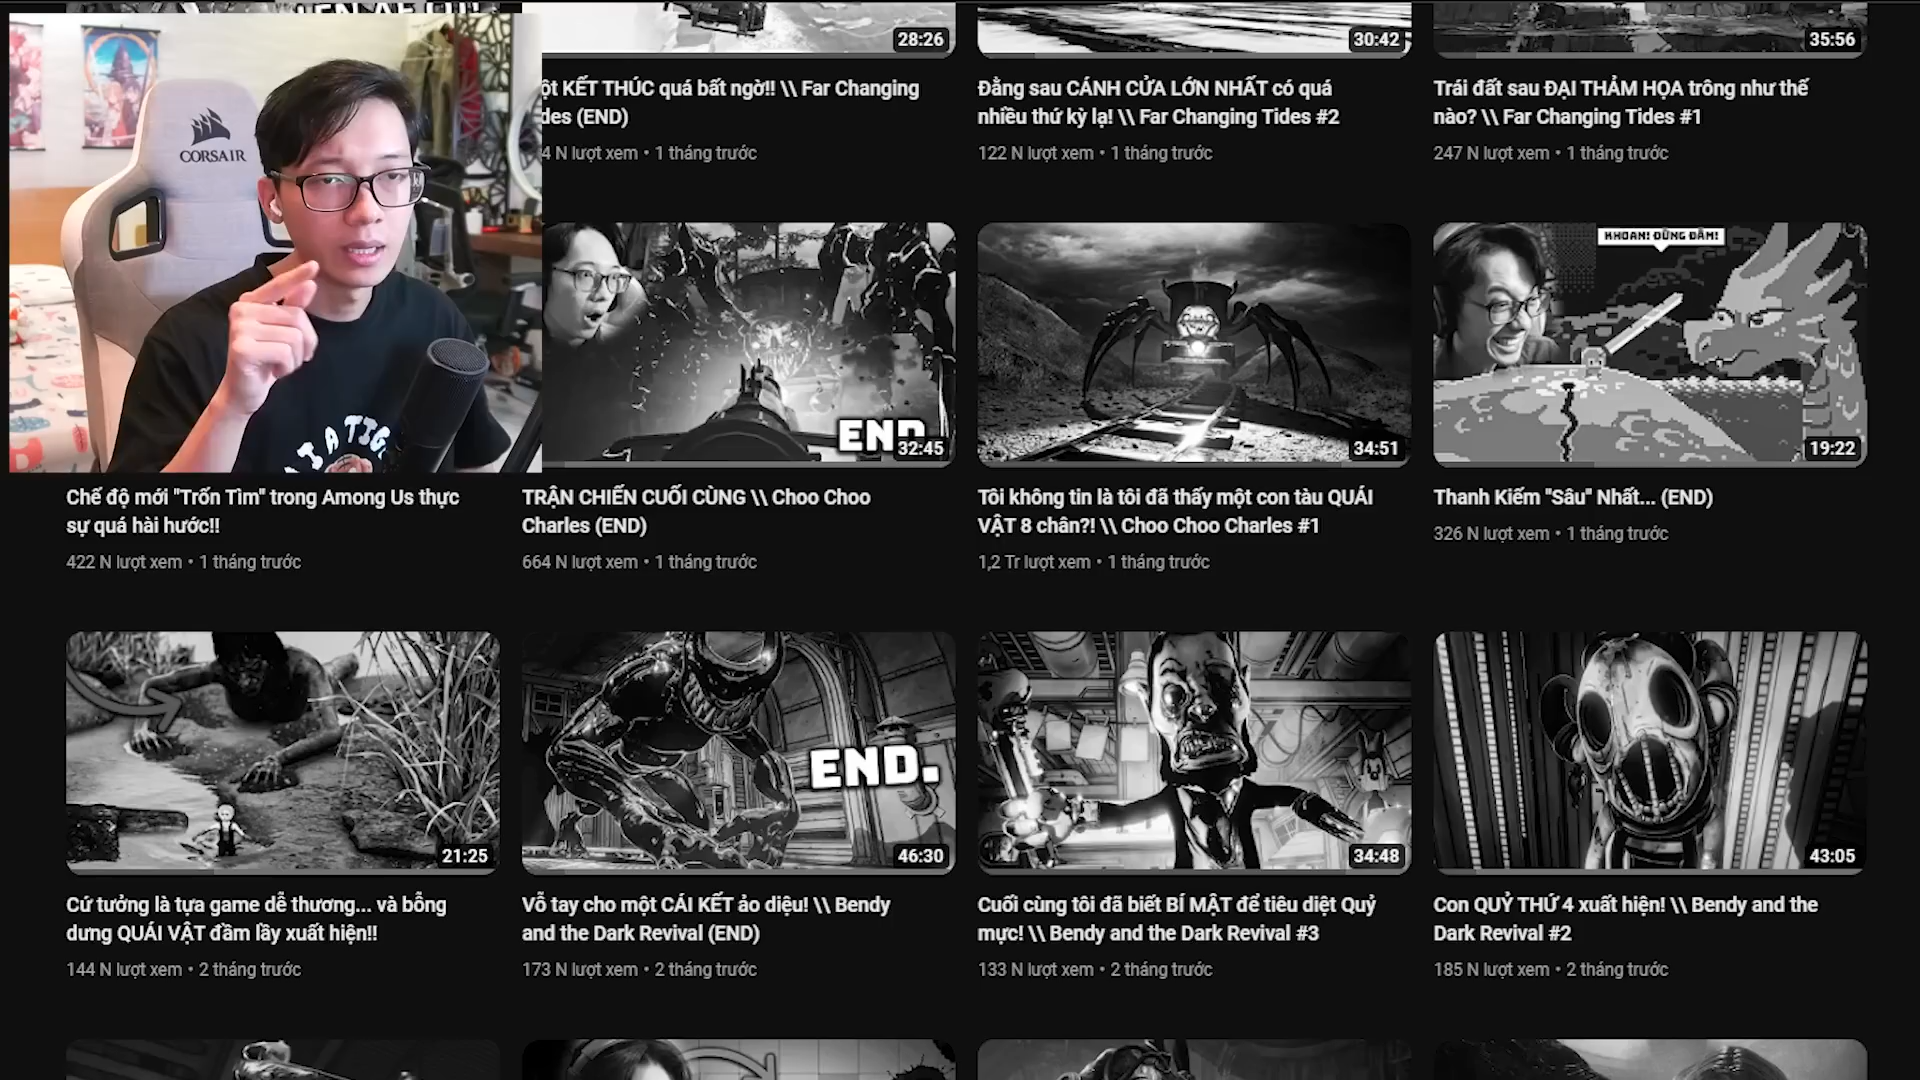 28:26
30:42
35:56
CORSAIR
KẾT THÚC quá bất ngờ!! \\ Far Changing
(END)
N lượt xem • 1 tháng trước
Đằng sau CÁNH CỬA LỚN NHẤT có quá
nhiều thứ kỳ lạ! \\ Far Changing Tides #2
122 N lượt xem • 1 tháng trước
Trái đất sau ĐẠI THẢM HỌA trông như thế
nào? \\ Far Changing Tides #1
247 N lượt xem • 1 tháng trước
END
32:45
34:51
KHOAN! ĐỪNG ĐÂM!
19:22
Chế độ mới "Trốn Tìm" trong Among Us thực
sự quá hài hước!!
422 N lượt xem • 1 tháng trước
TRẬN CHIẾN CUỐI CÙNG \\ Choo Choo
Charles (END)
664 N lượt xem • 1 tháng trước
Tôi không tin là tôi đã thấy một con tàu QUÁI
VẬT 8 chân?! \\ Choo Choo Charles #1
1,2 Tr lượt xem • 1 tháng trước
Thanh Kiếm "Sâu" Nhất... (END)
326 N lượt xem • 1 tháng trước
21:25
END.
46:30
34:48
43:05
Cứ tưởng là tựa game dễ thương... và bỗng
dưng QUÁI VẬT đầm lầy xuất hiện!!
144 N lượt xem • 2 tháng trước
Vỗ tay cho một CÁI KẾT ảo diệu! \\ Bendy
and the Dark Revival (END)
173 N lượt xem • 2 tháng trước
Cuối cùng tôi đã biết BÍ MẬT để tiêu diệt Quỷ
mực! \\ Bendy and the Dark Revival #3
133 N lượt xem • 2 tháng trước
Con QUỶ THỨ 4 xuất hiện! \\ Bendy and the
Dark Revival #2
185 N lượt xem • 2 tháng trước